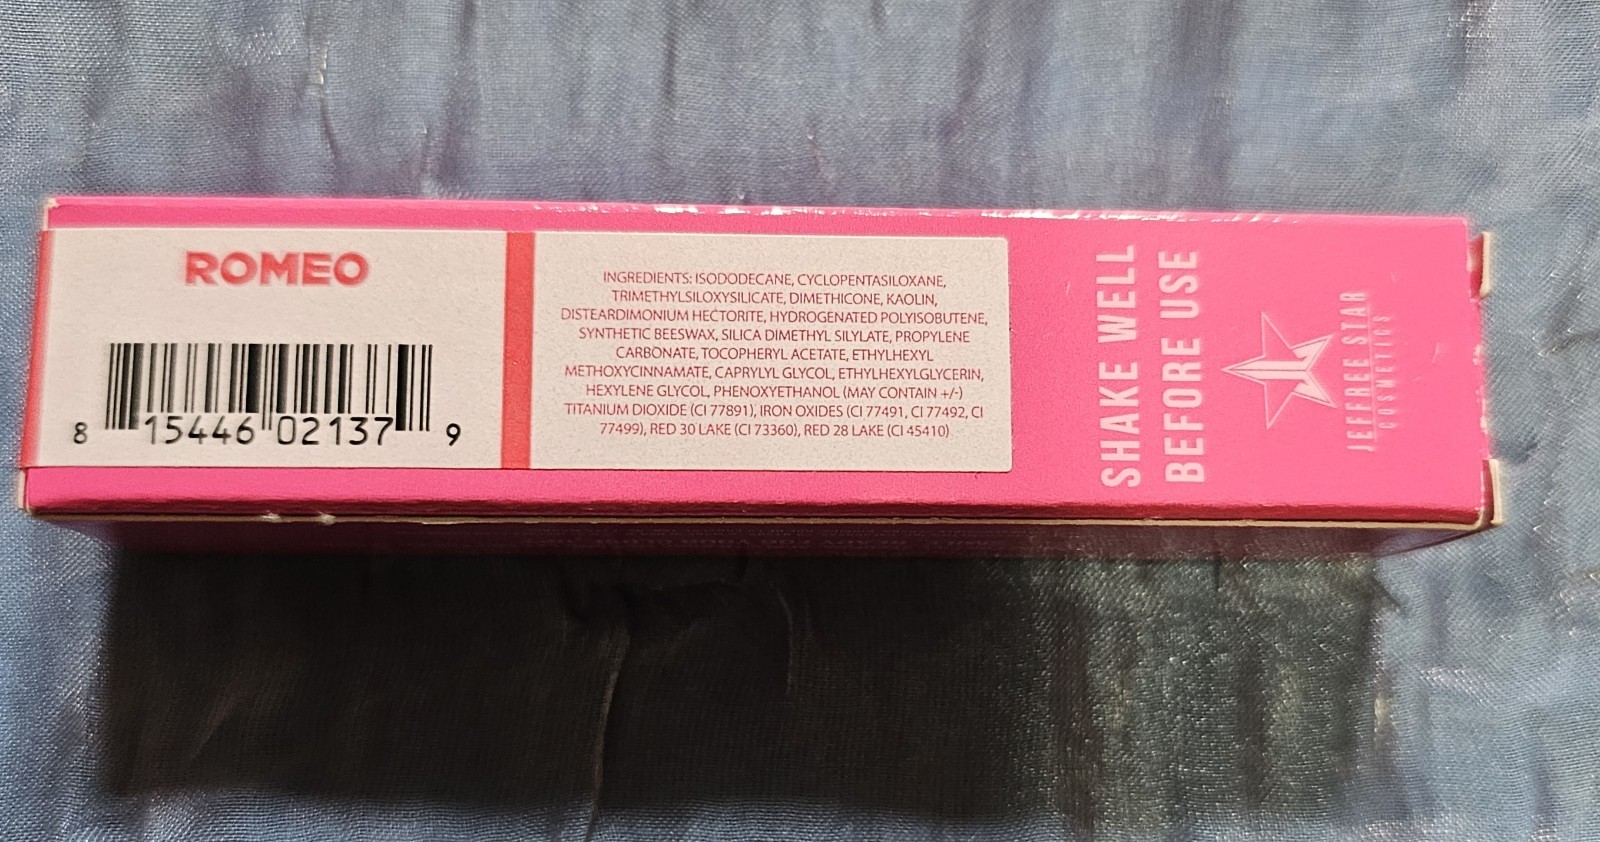 ROMEO
8 15446 02137 9
INGREDIENTS: ISODODECANE, CYCLOPENTASILOXANE,
TRIMETHYLSILOXYSILICATE, DIMETHICONE, KAOLIN,
DISTEARDIMONIUM HECTORITE, HYDROGENATED POLYISOBUTENE,
SYNTHETIC BEESWAX, SILICA DIMETHYL SILYLATE, PROPYLENE
CARBONATE, TOCOPHERYL ACETATE, ETHYLHEXYL
METHOXYCINNAMATE, CAPRYLYL GLYCOL, ETHYLHEXYLGLYCERIN,
HEXYLENE GLYCOL, PHENOXYETHANOL (MAY CONTAIN +/-)
TITANIUM DIOXIDE (CI 77891), IRON OXIDES (CI 77491, CI 77492, CI
77499), RED 30 LAKE (CI 73360), RED 28 LAKE (CI 45410)
SHAKE WELL
BEFORE USE
JEFFREE STAR
COSMETICS